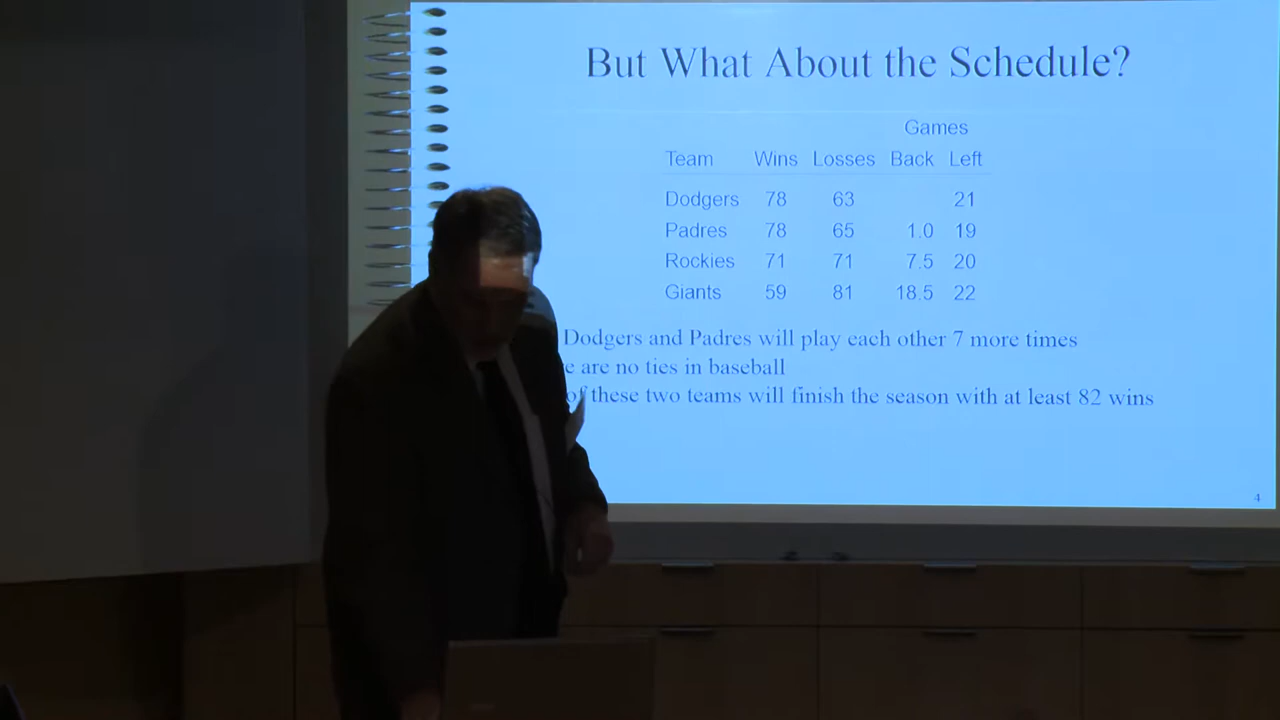 But What About the Schedule?
Games
Team Wins Losses Back Left
Dodgers 78 63 21
Padres 78 65 1.0 19
Rockies 71 71 7.5 20
Giants 59 81 18.5 22
Dodgers and Padres will play each other 7 more times
e are no ties in baseball
of these two teams will finish the season with at least 82 wins
4